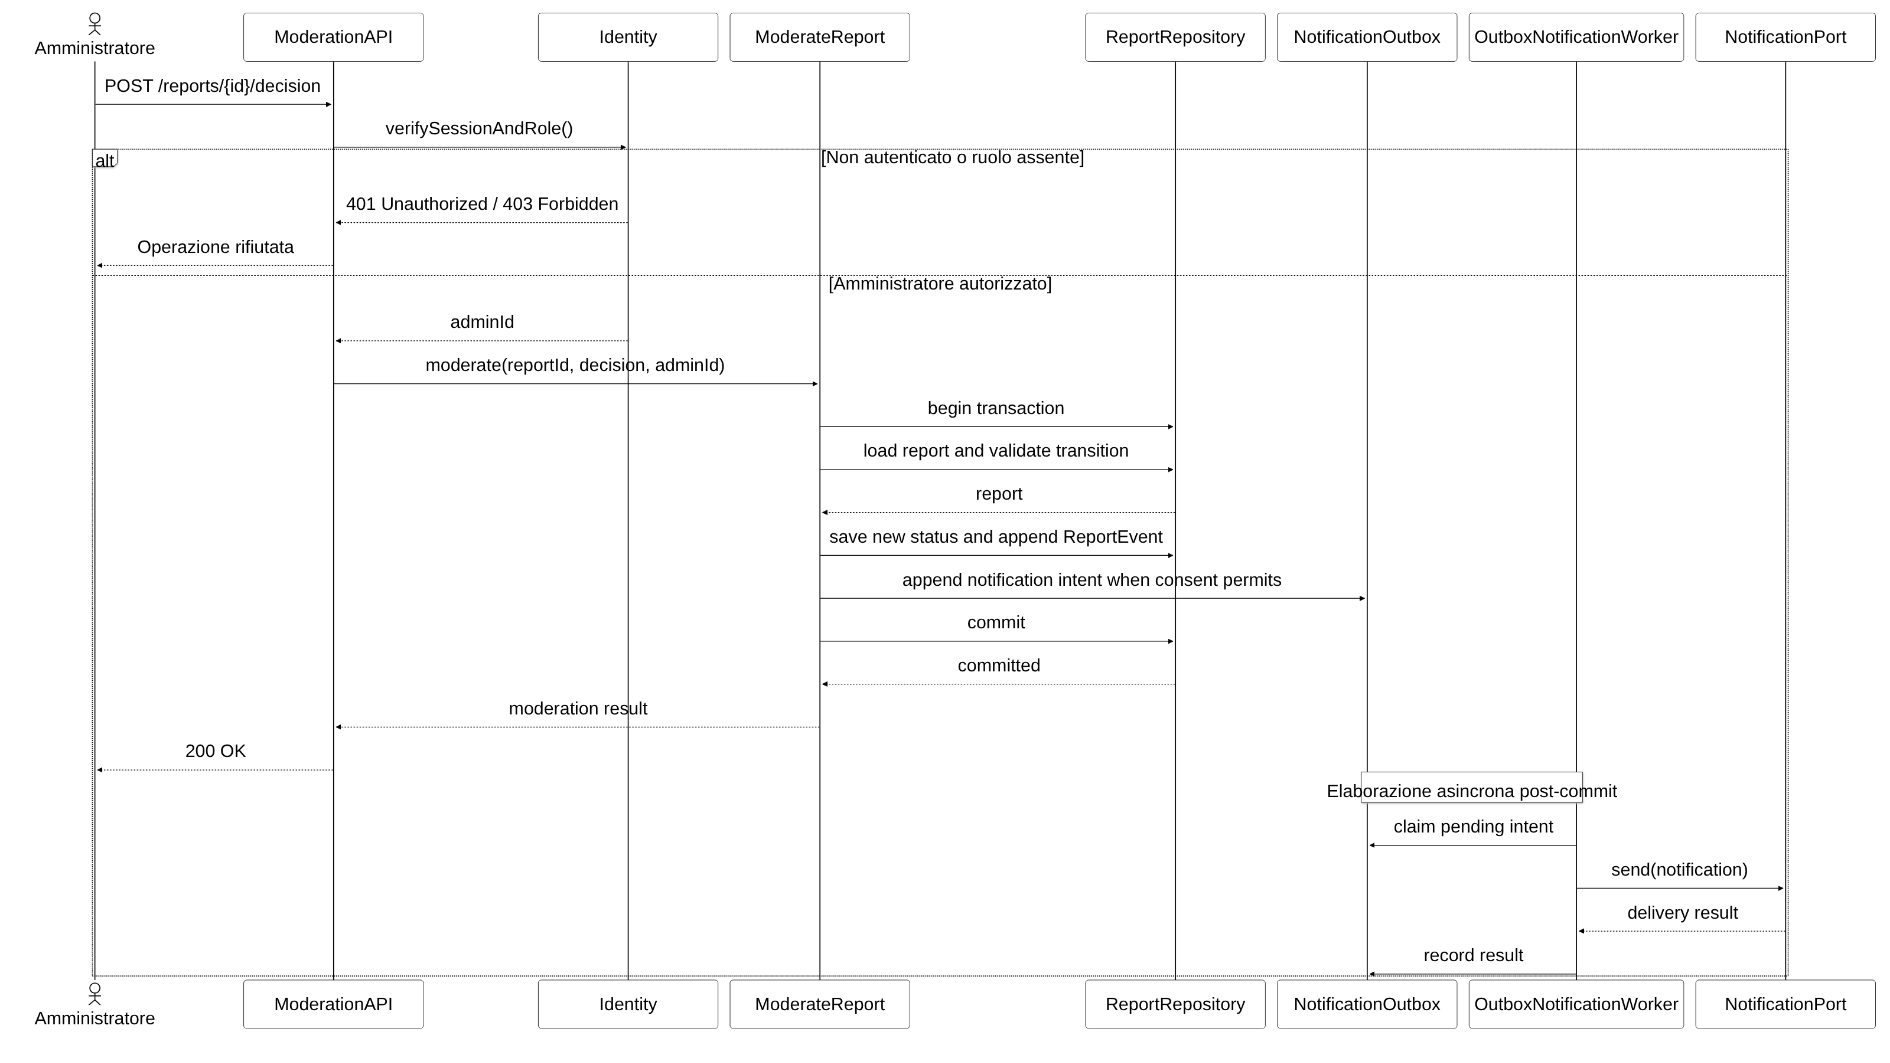 Amministratore
ModerationAPI
Identity
ModerateReport
ReportRepository
NotificationOutbox
OutboxNotificationWorker
NotificationPort
POST /reports/{id}/decision
verifySessionAndRole()
alt
[Non autenticato o ruolo assente]
401 Unauthorized / 403 Forbidden
Operazione rifiutata
[Amministratore autorizzato]
adminId
moderate(reportId, decision, adminId)
begin transaction
load report and validate transition
report
save new status and append ReportEvent
append notification intent when consent permits
commit
committed
moderation result
200 OK
Elaborazione asincrona post-commit
claim pending intent
send(notification)
delivery result
record result
Amministratore
ModerationAPI
Identity
ModerateReport
ReportRepository
NotificationOutbox
OutboxNotificationWorker
NotificationPort